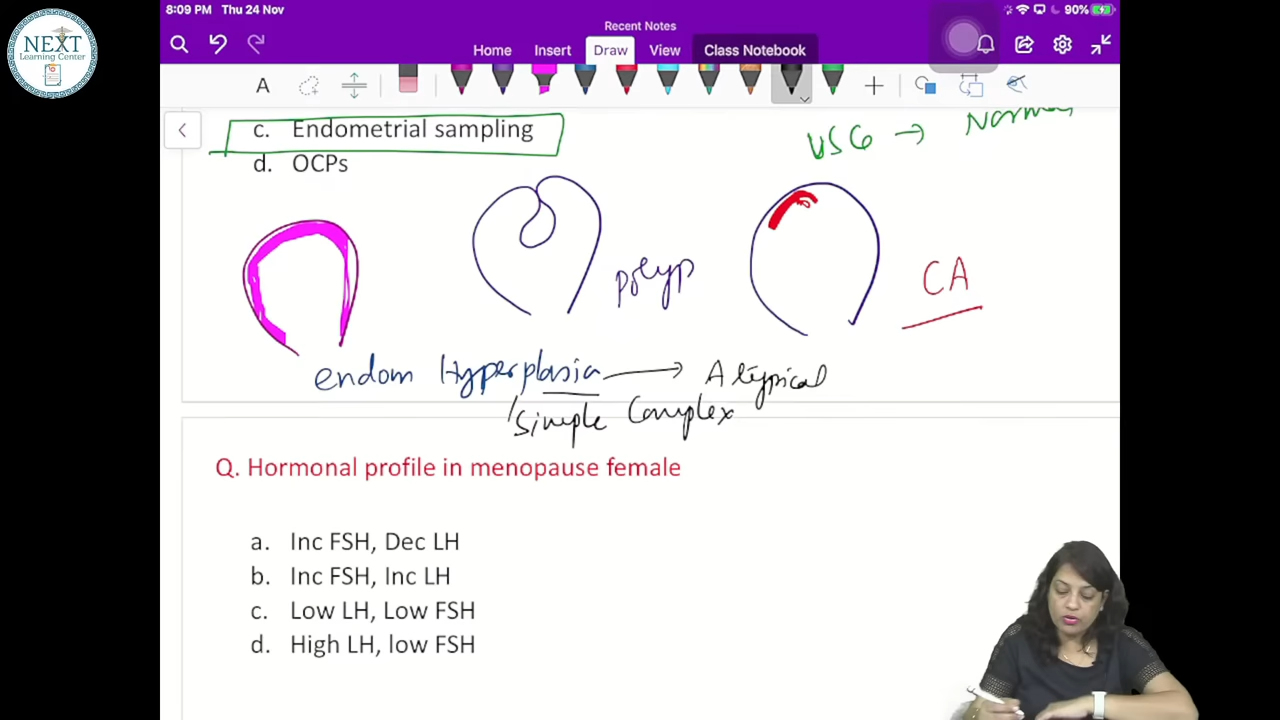 8:09 PM Thu 24 Nov
90%
NEXT
Learning Center
Recent Notes
Home Insert Draw View Class Notebook
A
c. Endometrial sampling
d. OCPs
USG → Normal
polyp
CA
endom Hyperplasia → Atypical
Simple Complex
Q. Hormonal profile in menopause female
a. Inc FSH, Dec LH
b. Inc FSH, Inc LH
c. Low LH, Low FSH
d. High LH, low FSH